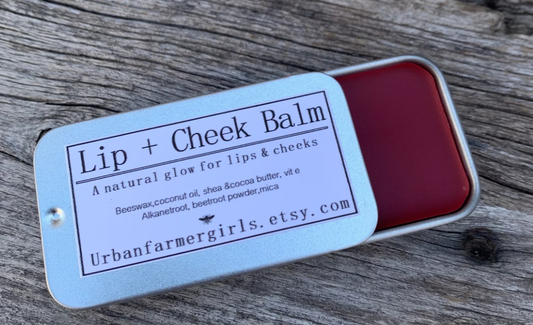 Lip + Cheek Balm
A natural glow for lips & cheeks
Beeswax,coconut oil, shea &cocoa butter, vit e
Alkanetroot, beetroot powder,mica
Urbanfarmergirls.etsy.com